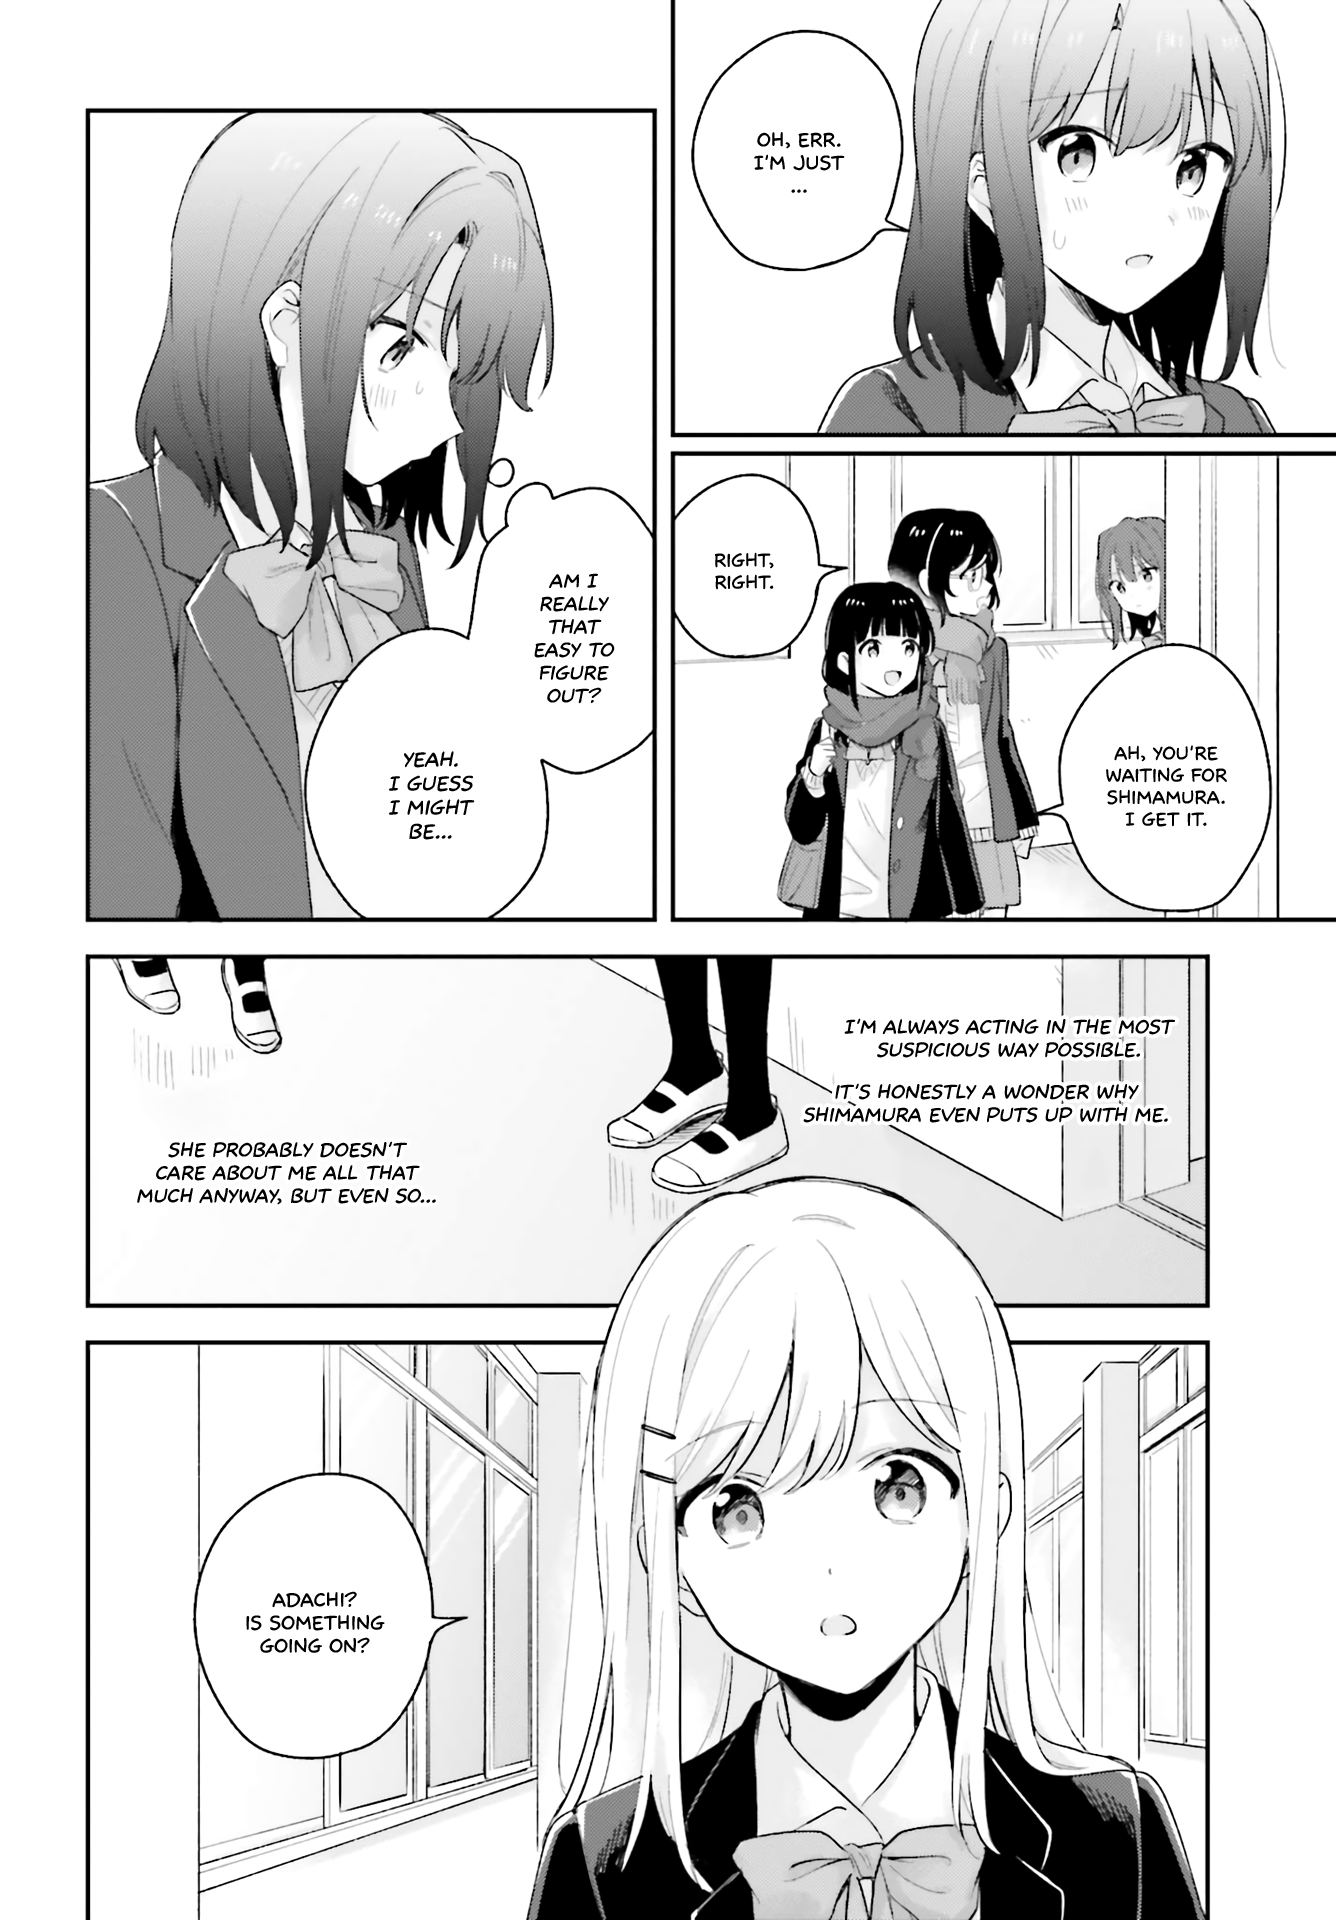 OH, ERR.
I'M JUST
...
RIGHT,
RIGHT.
AH, YOU'RE
WAITING FOR
SHIMAMURA.
I GET IT.
AM I
REALLY
THAT
EASY TO
FIGURE
OUT?
YEAH.
I GUESS
I MIGHT
BE...
I'M ALWAYS ACTING IN THE MOST
SUSPICIOUS WAY POSSIBLE.
IT'S HONESTLY A WONDER WHY
SHIMAMURA EVEN PUTS UP WITH ME.
SHE PROBABLY DOESN'T
CARE ABOUT ME ALL THAT
MUCH ANYWAY, BUT EVEN SO...
ADACHI?
IS SOMETHING
GOING ON?